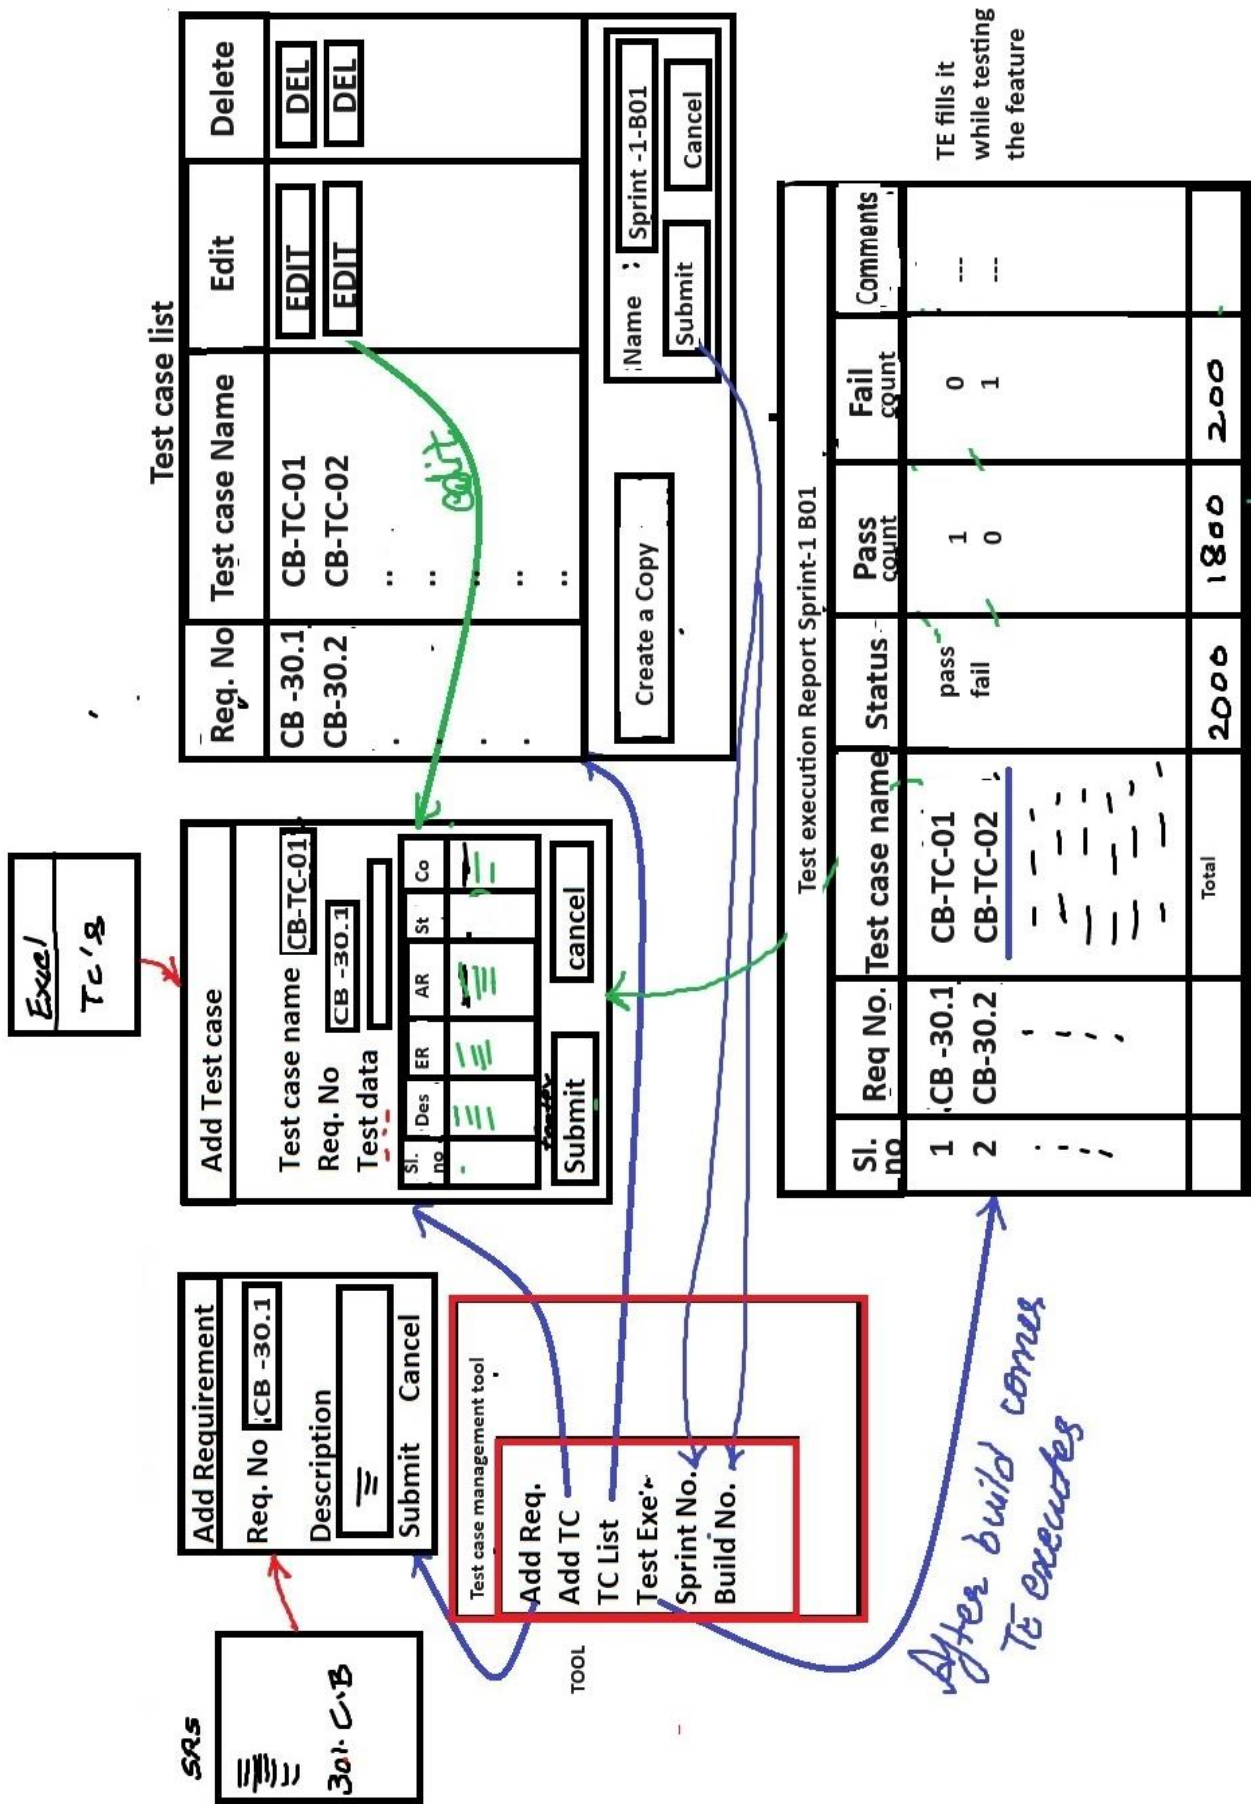 SRS
30%. C.B
Excel
TC's
Add Requirement
Req. No CB -30.1
Description
Submit Cancel
Add Test case
Test case name CB-TC-01
Req. No CB -30.1
Test data
Sl. no Des ER AR St Co
Submit cancel
Test case list
Req. No Test case Name Edit Delete
CB -30.1 CB-TC-01 EDIT DEL
CB-30.2 CB-TC-02 EDIT DEL
edit
Create a Copy
Name : Sprint -1-B01
Submit Cancel
TOOL
Test case management tool
Add Req.
Add TC
TC List
Test Exe'n
Sprint No.
Build No.
After build comes
TE executes
Test execution Report Sprint-1 B01
Sl. no Req No. Test case name Status Pass count Fail count Comments
1 CB -30.1 CB-TC-01 pass 1 0 ---
2 CB-30.2 CB-TC-02 fail 0 1 ---
Total 2000 1800 200
TE fills it
while testing
the feature